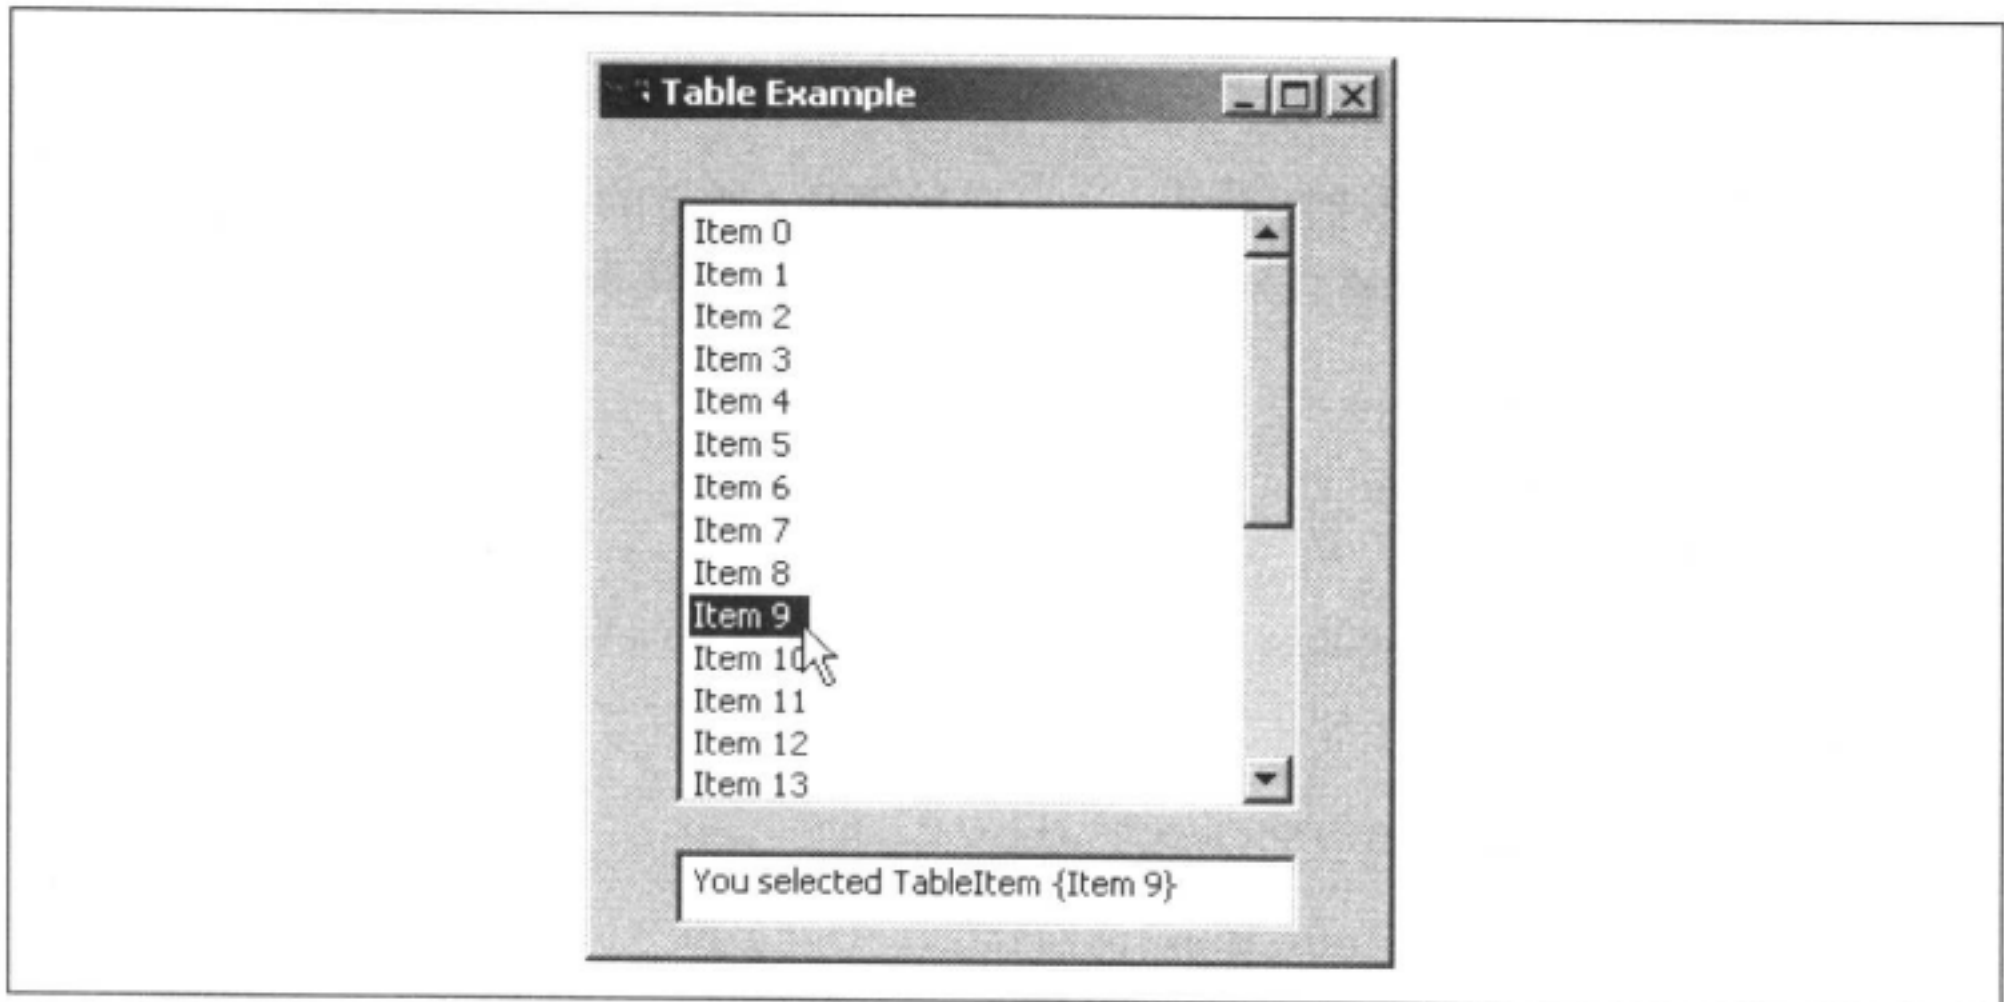 Table Example
Item 0
Item 1
Item 2
Item 3
Item 4
Item 5
Item 6
Item 7
Item 8
Item 9
Item 10
Item 11
Item 12
Item 13
You selected TableItem {Item 9}